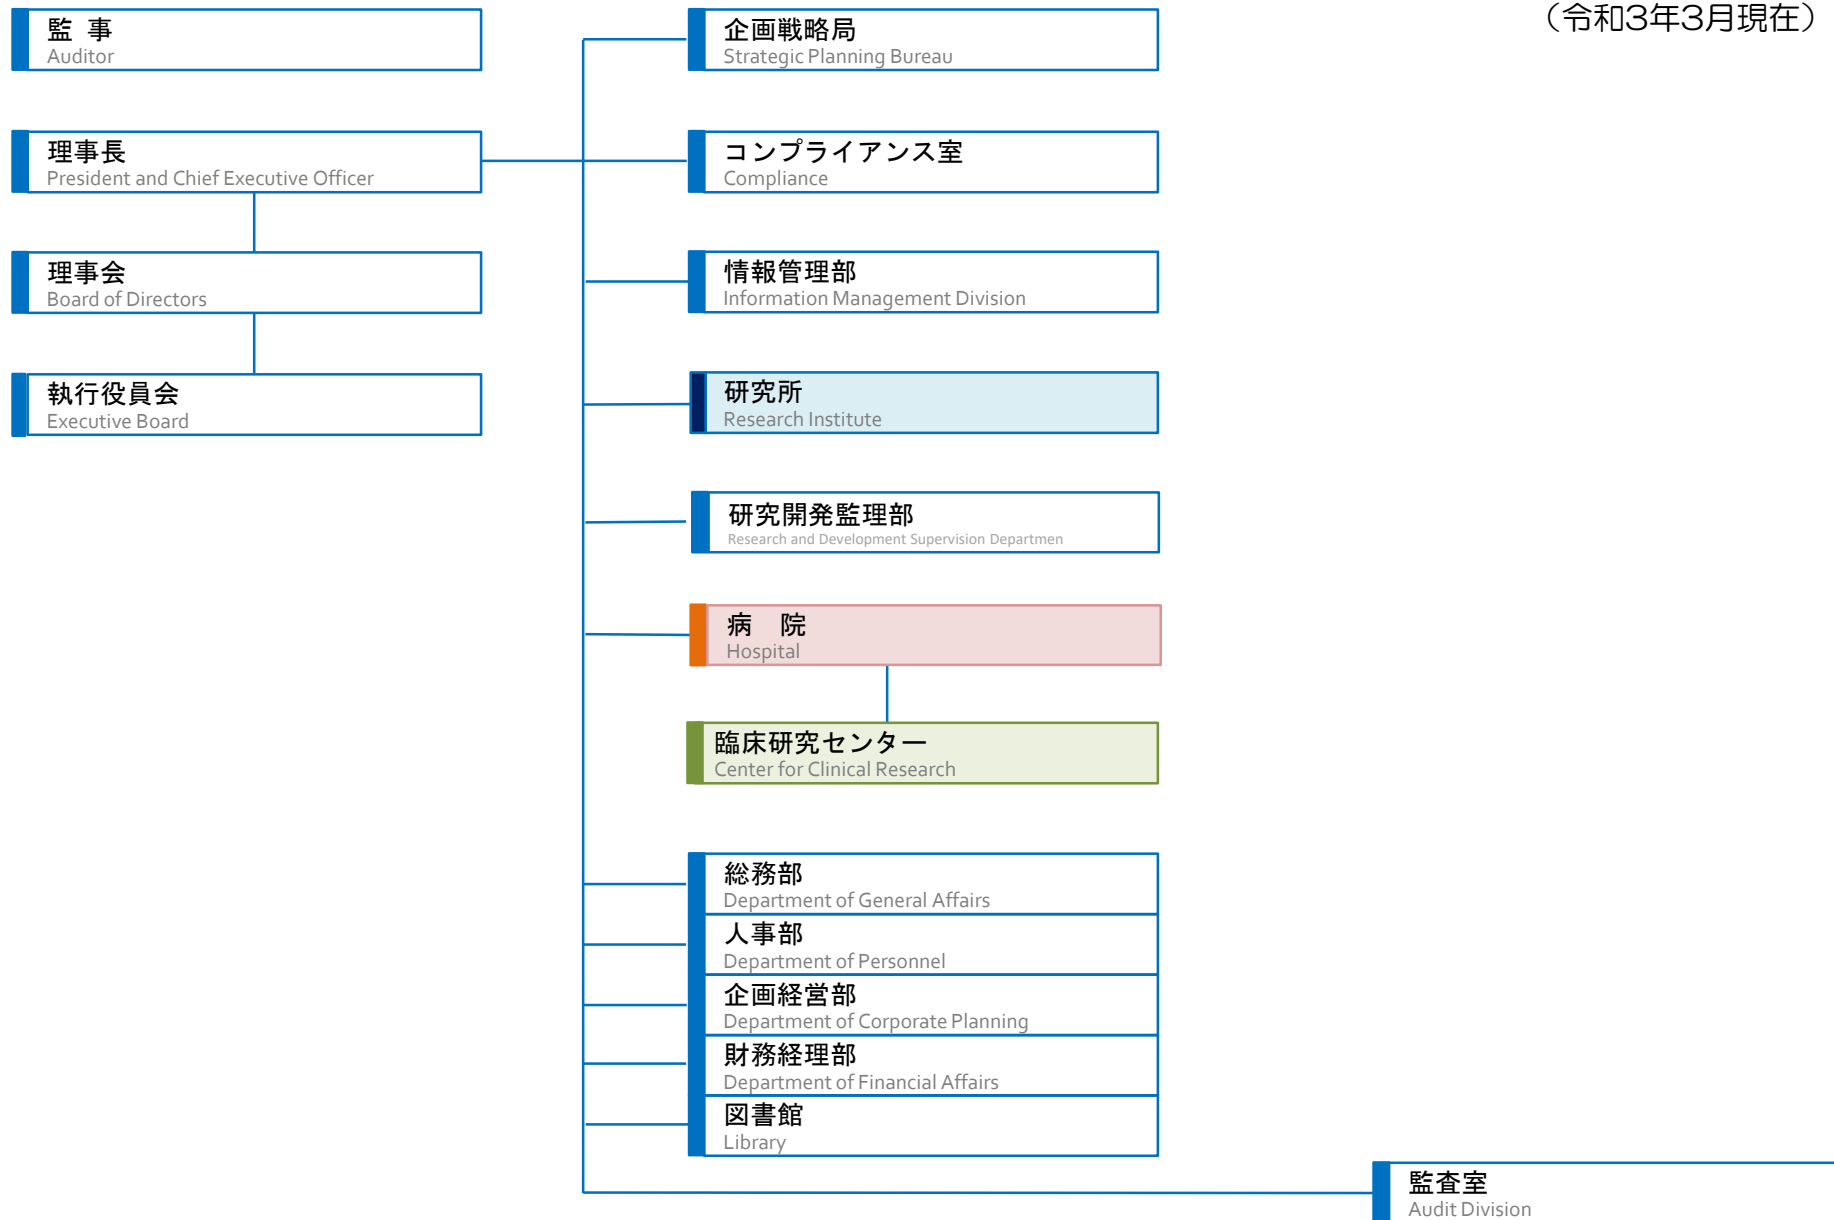 （令和3年3月現在）
監 事
Auditor
理事長
President and Chief Executive Officer
理事会
Board of Directors
執行役員会
Executive Board
企画戦略局
Strategic Planning Bureau
コンプライアンス室
Compliance
情報管理部
Information Management Division
研究所
Research Institute
研究開発監理部
Research and Development Supervision Departmen
病　院
Hospital
臨床研究センター
Center for Clinical Research
総務部
Department of General Affairs
人事部
Department of Personnel
企画経営部
Department of Corporate Planning
財務経理部
Department of Financial Affairs
図書館
Library
監査室
Audit Division